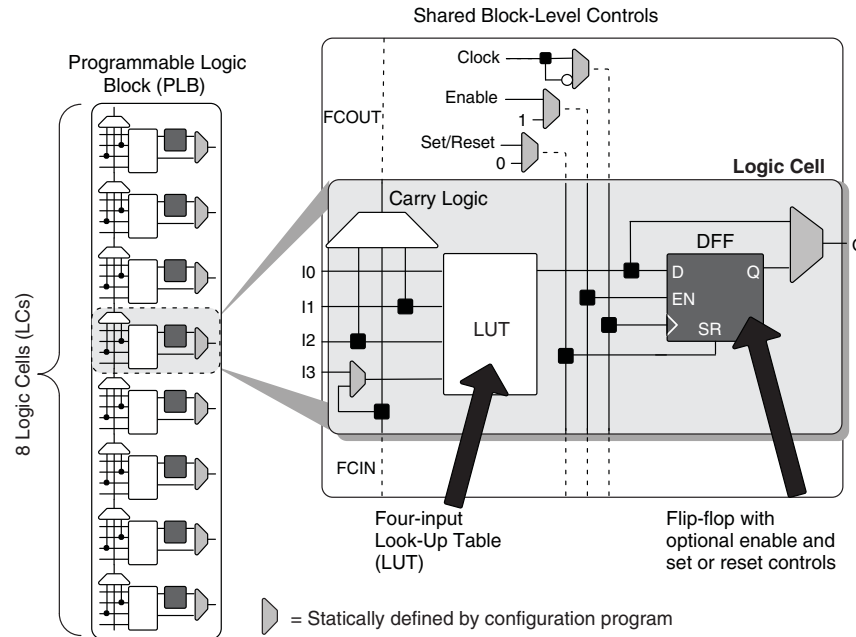 Shared Block-Level Controls
Programmable Logic
Block (PLB)
Clock
Enable
1
FCOUT
Set/Reset
0
Logic Cell
Carry Logic
DFF
I0
D
Q
O
I1
EN
LUT
I2
SR
I3
8 Logic Cells (LCs)
FCIN
Four-input
Look-Up Table
(LUT)
Flip-flop with
optional enable and
set or reset controls
= Statically defined by configuration program